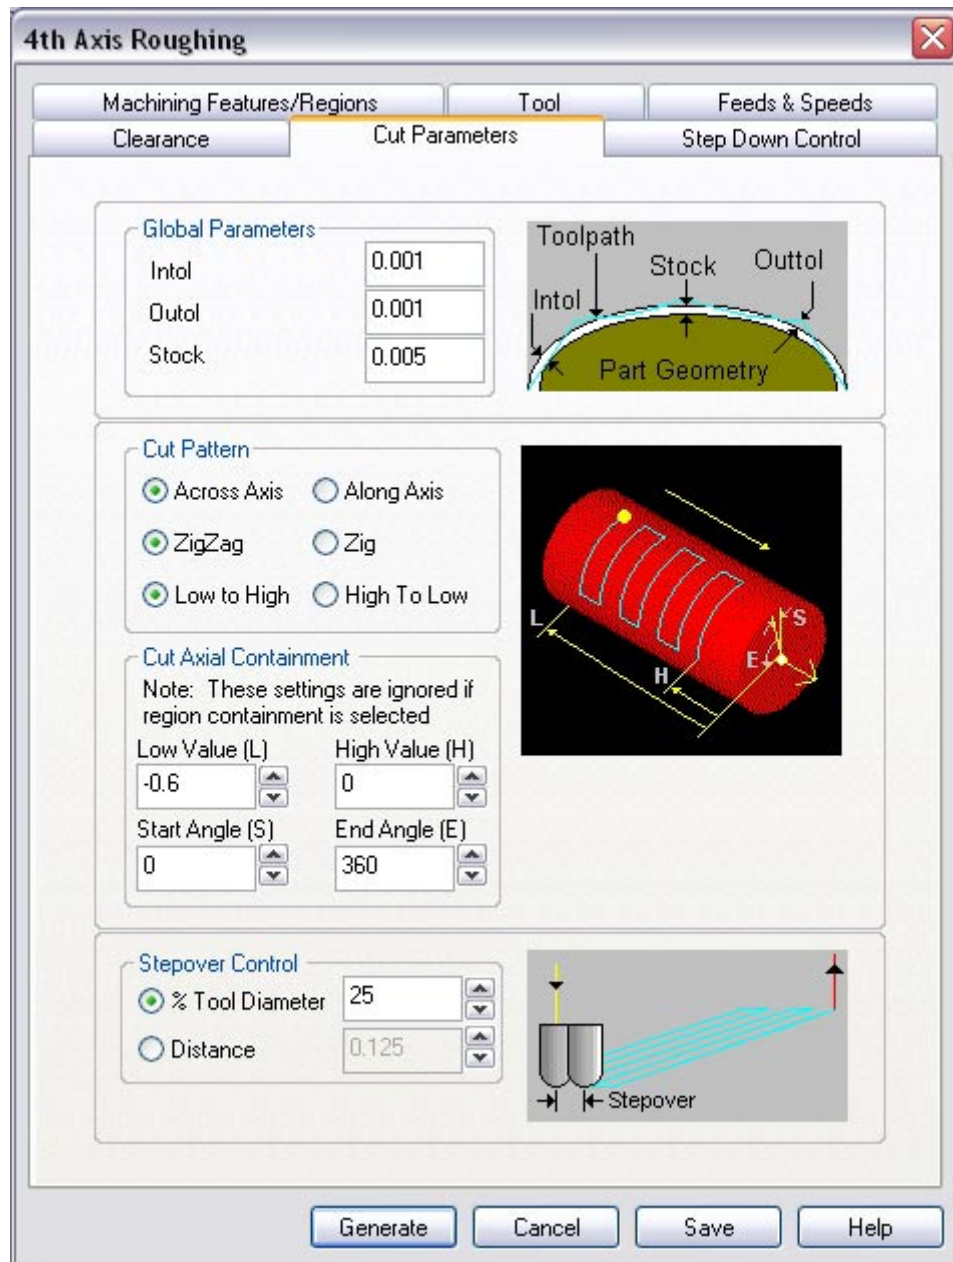 4th Axis Roughing
Machining Features/Regions Tool Feeds & Speeds
Clearance Cut Parameters Step Down Control
Global Parameters
Intol 0.001
Outol 0.001
Stock 0.005
Toolpath
Stock Outtol
Intol
Part Geometry
Cut Pattern
Across Axis Along Axis
ZigZag Zig
Low to High High To Low
L
H
E
S
Cut Axial Containment
Note: These settings are ignored if
region containment is selected
Low Value (L) High Value (H)
-0.6 0
Start Angle (S) End Angle (E)
0 360
Stepover Control
% Tool Diameter 25
Distance 0.125
Stepover
Generate Cancel Save Help